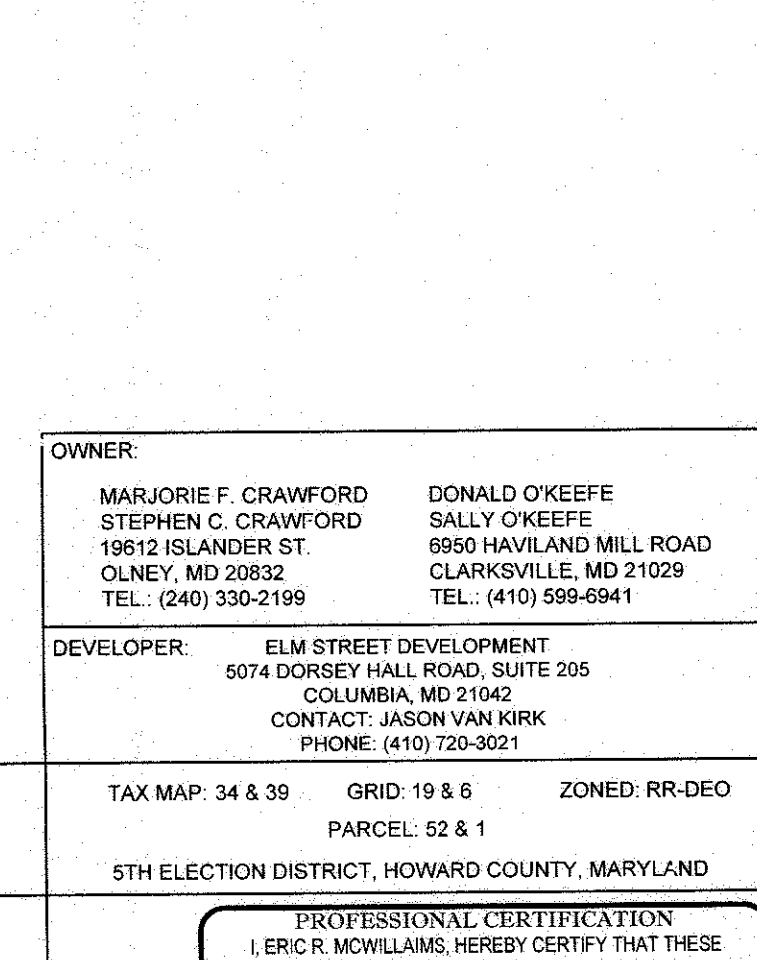 OWNER:
MARJORIE F. CRAWFORD
STEPHEN C. CRAWFORD
19612 ISLANDER ST.
OLNEY, MD 20832
TEL.: (240) 330-2199
DONALD O'KEEFE
SALLY O'KEEFE
6950 HAVILAND MILL ROAD
CLARKSVILLE, MD 21029
TEL.: (410) 599-6941
DEVELOPER: ELM STREET DEVELOPMENT
5074 DORSEY HALL ROAD, SUITE 205
COLUMBIA, MD 21042
CONTACT: JASON VAN KIRK
PHONE: (410) 720-3021
TAX MAP: 34 & 39 GRID: 19 & 6 ZONED: RR-DEO
PARCEL: 52 & 1
5TH ELECTION DISTRICT, HOWARD COUNTY, MARYLAND
PROFESSIONAL CERTIFICATION
I, ERIC R. MCWILLAIMS, HEREBY CERTIFY THAT THESE